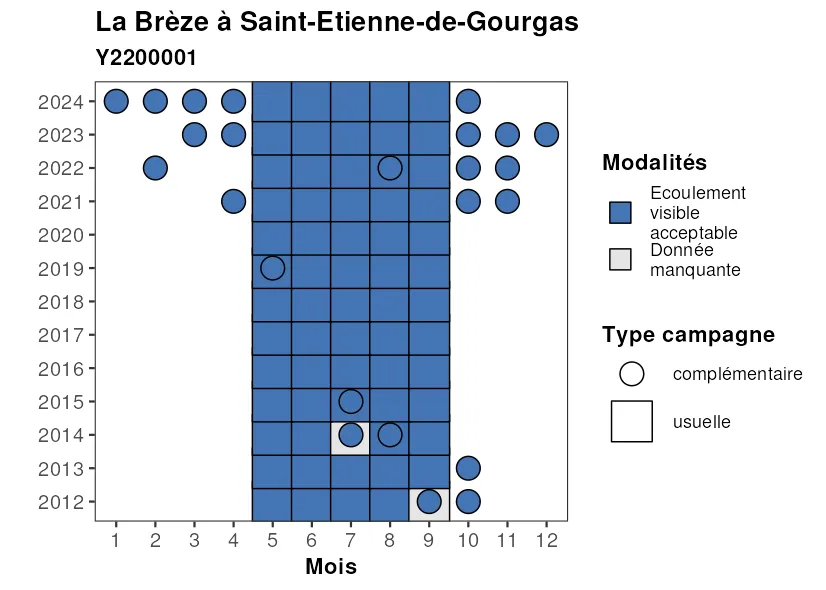 La Brèze à Saint-Etienne-de-Gourgas
Y2200001
2024
2023
2022
2021
2020
2019
2018
2017
2016
2015
2014
2013
2012
1 2 3 4 5 6 7 8 9 10 11 12
Mois
Modalités
Ecoulement
visible
acceptable
Donnée
manquante
Type campagne
complémentaire
usuelle